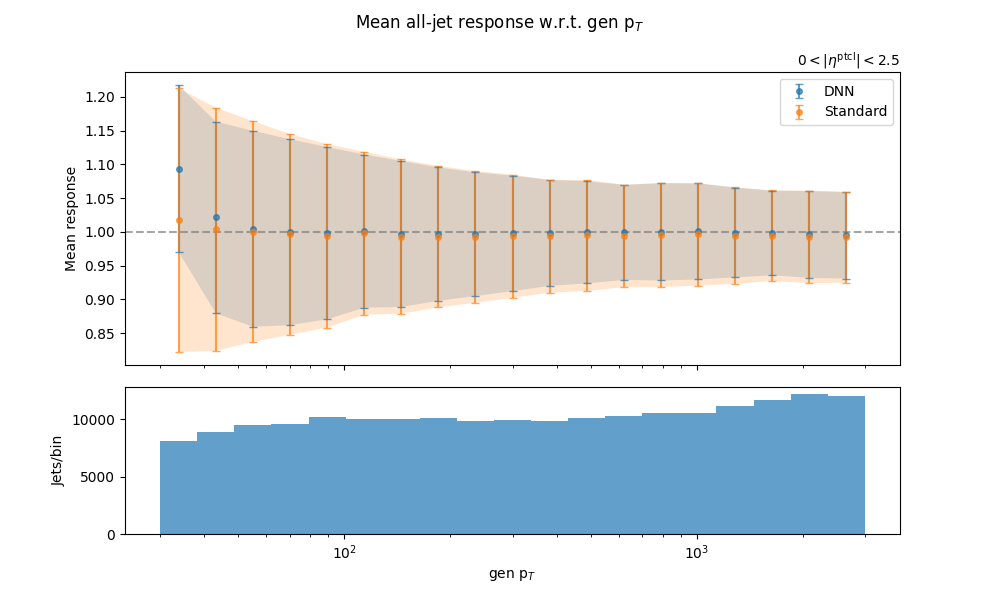 Mean all-jet response w.r.t. gen p_T
0 < |η^ptcl| < 2.5
DNN
Standard
Mean response
1.20
1.15
1.10
1.05
1.00
0.95
0.90
0.85
Jets/bin
10000
5000
0
10^2
10^3
gen p_T